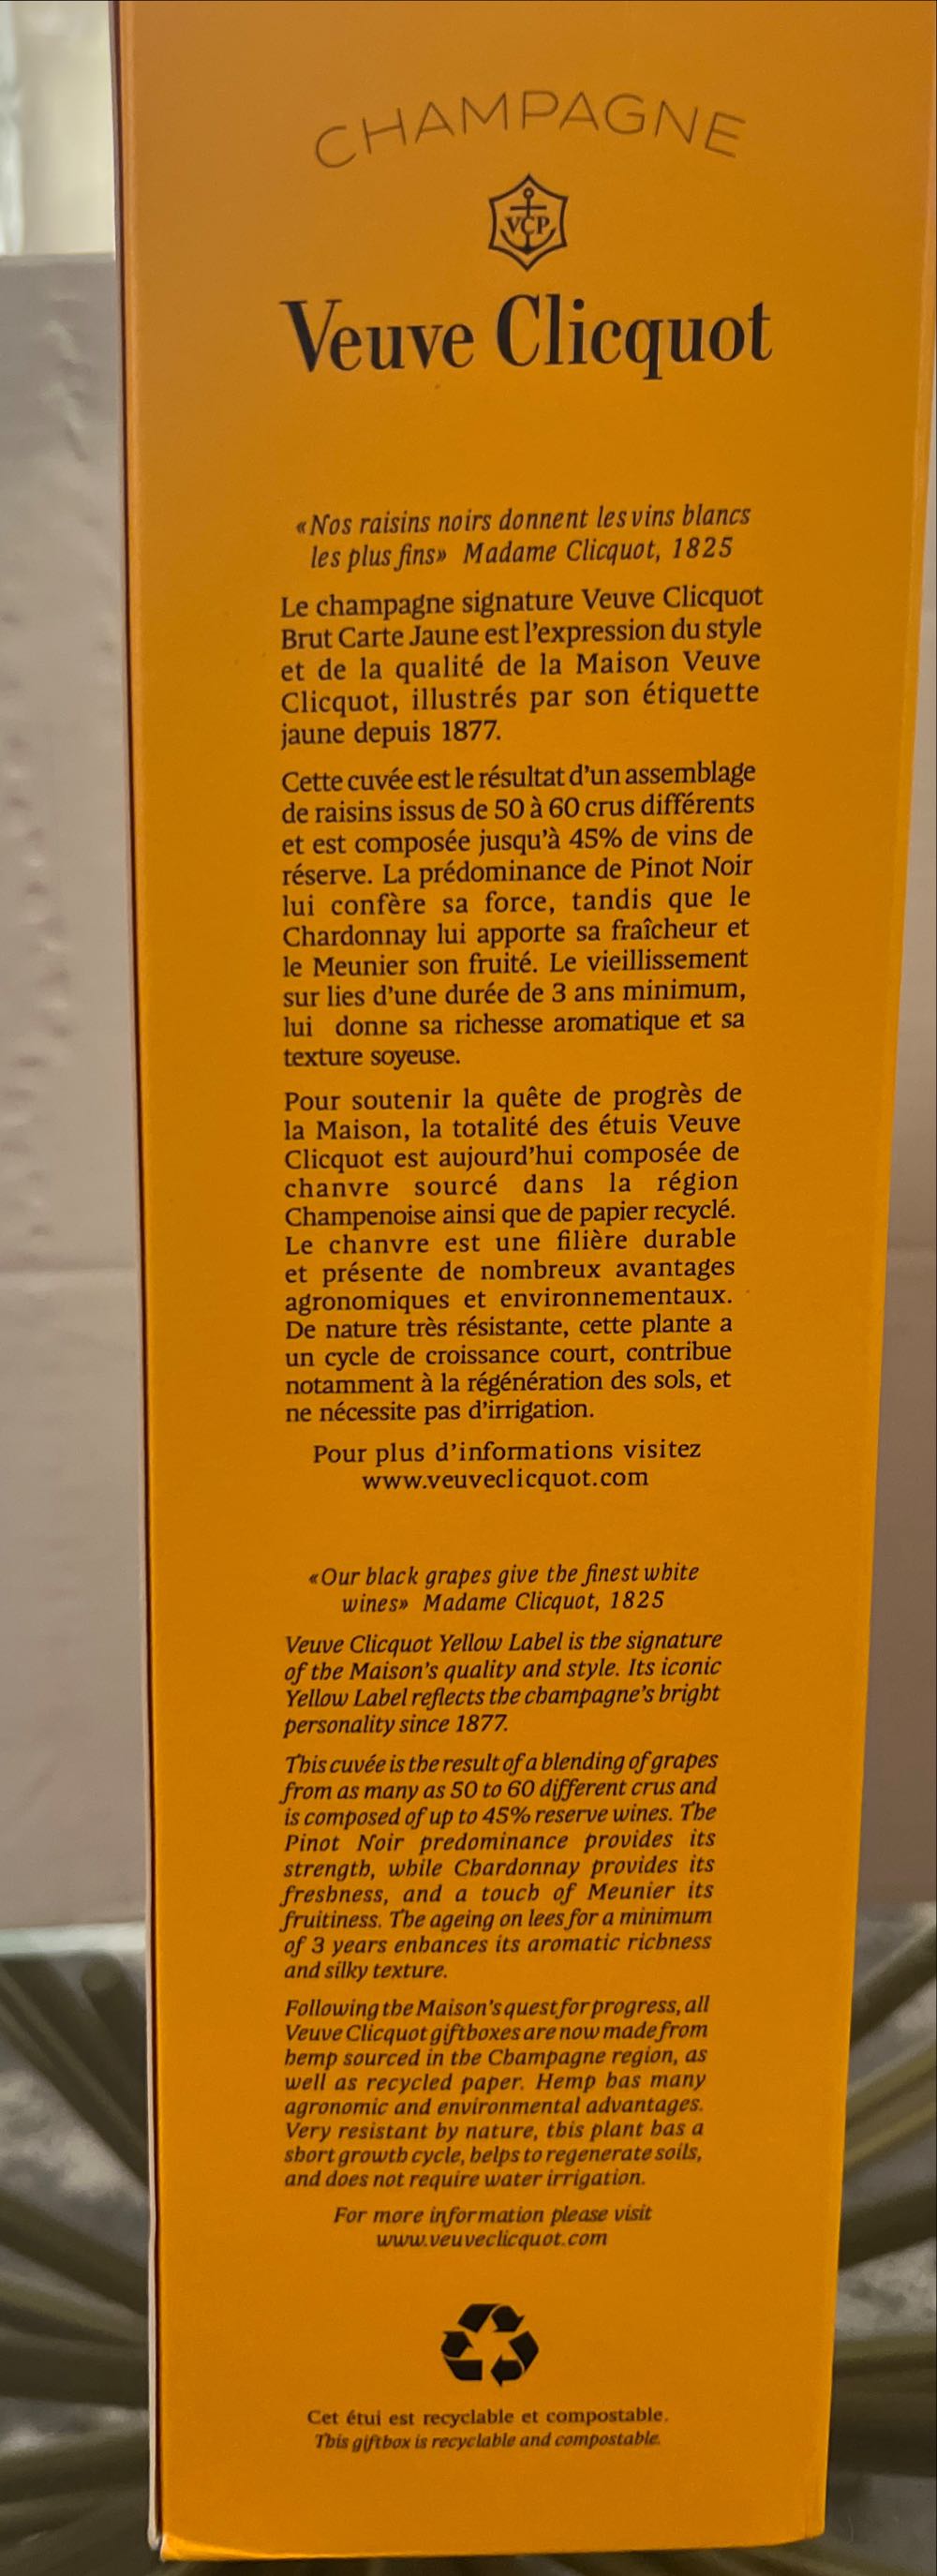 CHAMPAGNE
VCP
Veuve Clicquot
«Nos raisins noirs donnent les vins blancs
les plus fins» Madame Clicquot, 1825
Le champagne signature Veuve Clicquot
Brut Carte Jaune est l'expression du style
et de la qualité de la Maison Veuve
Clicquot, illustrés par son étiquette
jaune depuis 1877.
Cette cuvée est le résultat d'un assemblage
de raisins issus de 50 à 60 crus différents
et est composée jusqu'à 45% de vins de
réserve. La prédominance de Pinot Noir
lui confère sa force, tandis que le
Chardonnay lui apporte sa fraîcheur et
le Meunier son fruité. Le vieillissement
sur lies d'une durée de 3 ans minimum,
lui donne sa richesse aromatique et sa
texture soyeuse.
Pour soutenir la quête de progrès de
la Maison, la totalité des étuis Veuve
Clicquot est aujourd'hui composée de
chanvre sourcé dans la région
Champenoise ainsi que de papier recyclé.
Le chanvre est une filière durable
et présente de nombreux avantages
agronomiques et environnementaux.
De nature très résistante, cette plante a
un cycle de croissance court, contribue
notamment à la régénération des sols, et
ne nécessite pas d'irrigation.
Pour plus d'informations visitez
www.veuveclicquot.com
«Our black grapes give the finest white
wines» Madame Clicquot, 1825
Veuve Clicquot Yellow Label is the signature
of the Maison's quality and style. Its iconic
Yellow Label reflects the champagne's bright
personality since 1877.
This cuvée is the result of a blending of grapes
from as many as 50 to 60 different crus and
is composed of up to 45% reserve wines. The
Pinot Noir predominance provides its
strength, while Chardonnay provides its
freshness, and a touch of Meunier its
fruitiness. The ageing on lees for a minimum
of 3 years enhances its aromatic richness
and silky texture.
Following the Maison's quest for progress, all
Veuve Clicquot giftboxes are now made from
hemp sourced in the Champagne region, as
well as recycled paper. Hemp has many
agronomic and environmental advantages.
Very resistant by nature, this plant has a
short growth cycle, helps to regenerate soils,
and does not require water irrigation.
For more information please visit
www.veuveclicquot.com
Cet étui est recyclable et compostable.
This giftbox is recyclable and compostable.